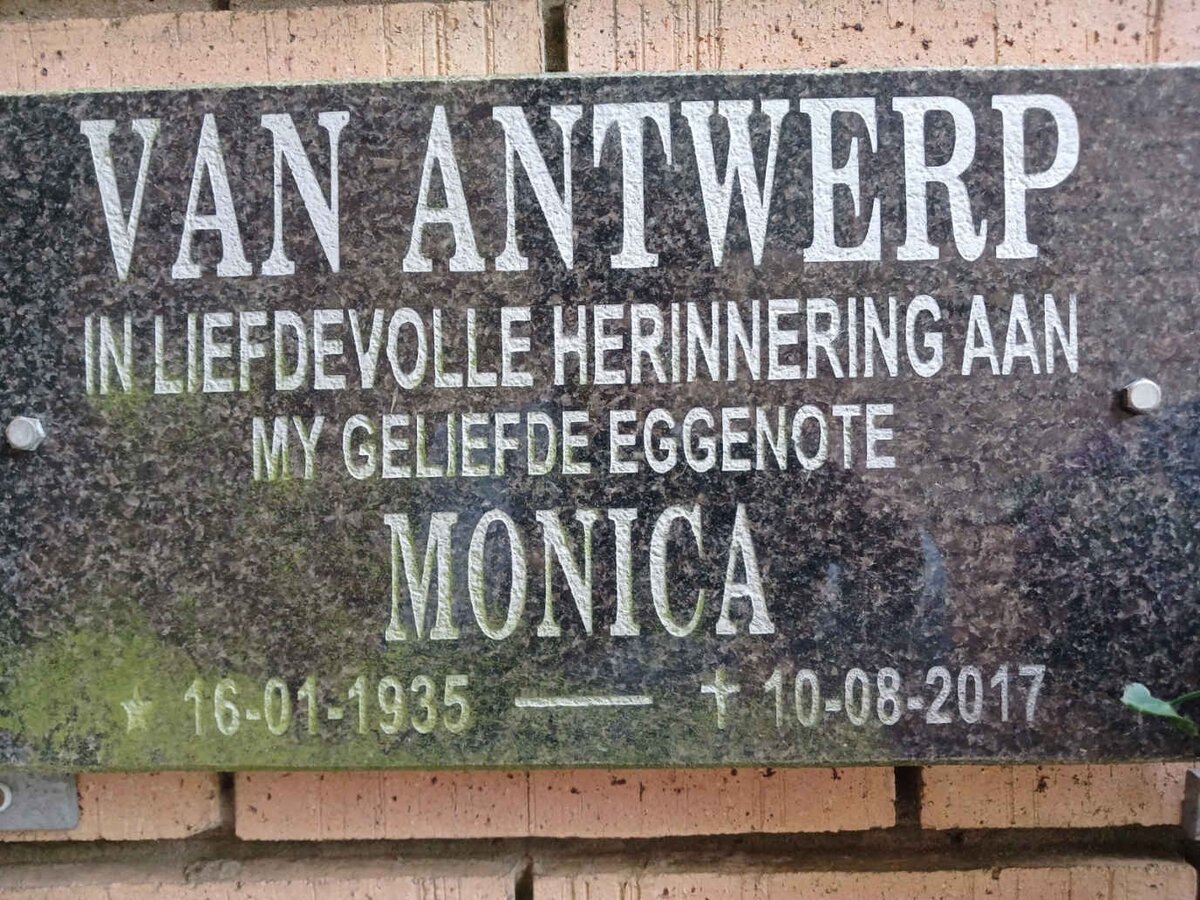 VAN ANTWERP
IN LIEFDEVOLLE HERINNERING AAN
MY GELIEFDE EGGENOTE
MONICA
★ 16-01-1935 — † 10-08-2017